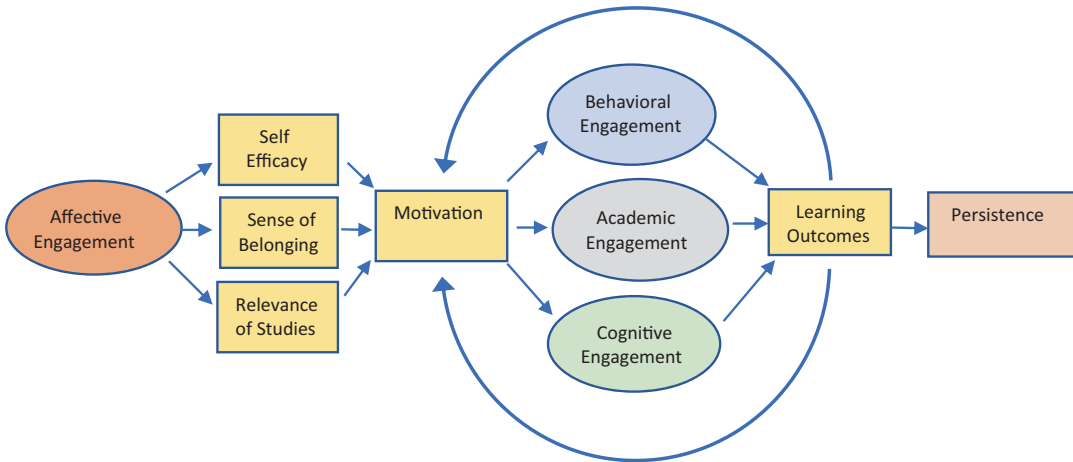 Affective
Engagement
Self
Efficacy
Sense of
Belonging
Relevance
of Studies
Motivation
Behavioral
Engagement
Academic
Engagement
Cognitive
Engagement
Learning
Outcomes
Persistence